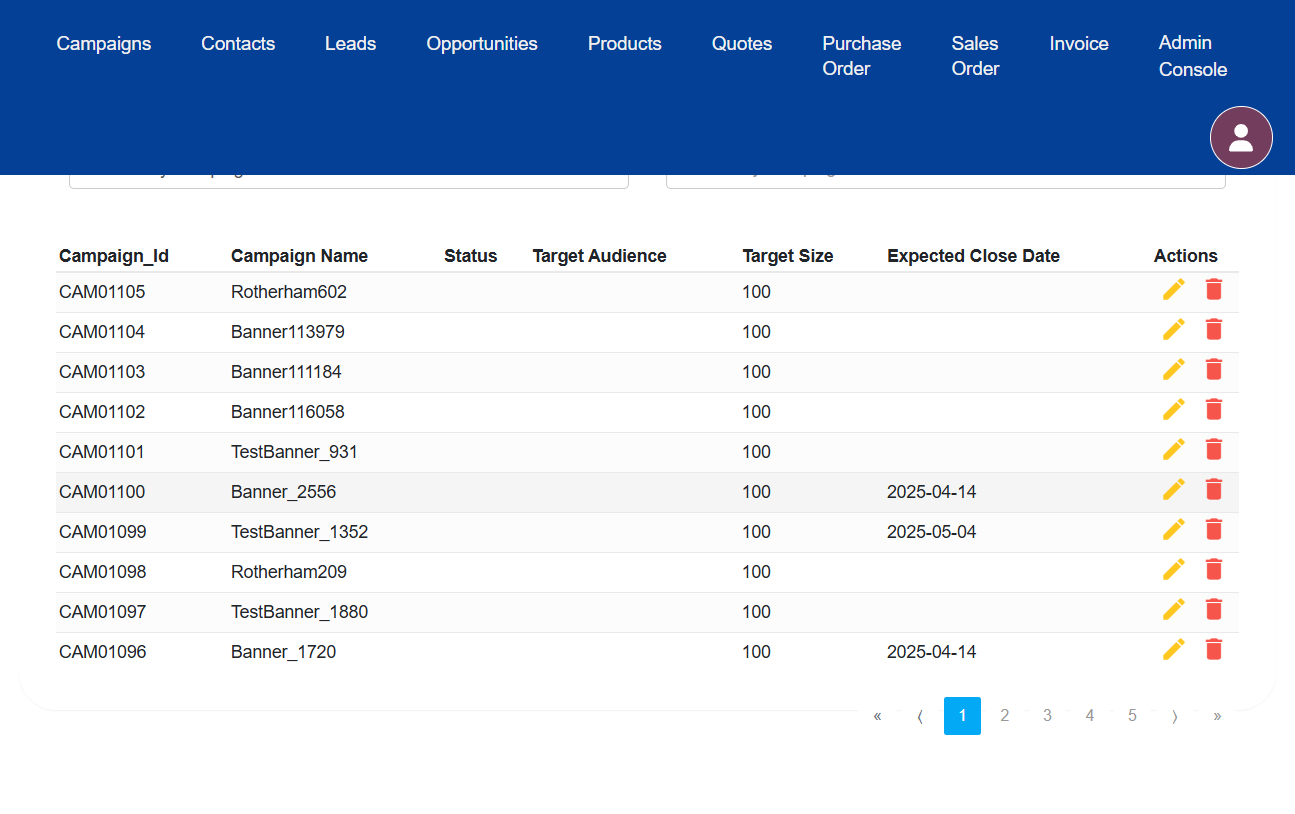 Campaigns Contacts Leads Opportunities Products Quotes Purchase Order Sales Order Invoice Admin Console
Campaign_Id Campaign Name Status Target Audience Target Size Expected Close Date Actions
CAM01105 Rotherham602 100
CAM01104 Banner113979 100
CAM01103 Banner111184 100
CAM01102 Banner116058 100
CAM01101 TestBanner_931 100
CAM01100 Banner_2556 100 2025-04-14
CAM01099 TestBanner_1352 100 2025-05-04
CAM01098 Rotherham209 100
CAM01097 TestBanner_1880 100
CAM01096 Banner_1720 100 2025-04-14
« ⟨ 1 2 3 4 5 ⟩ »